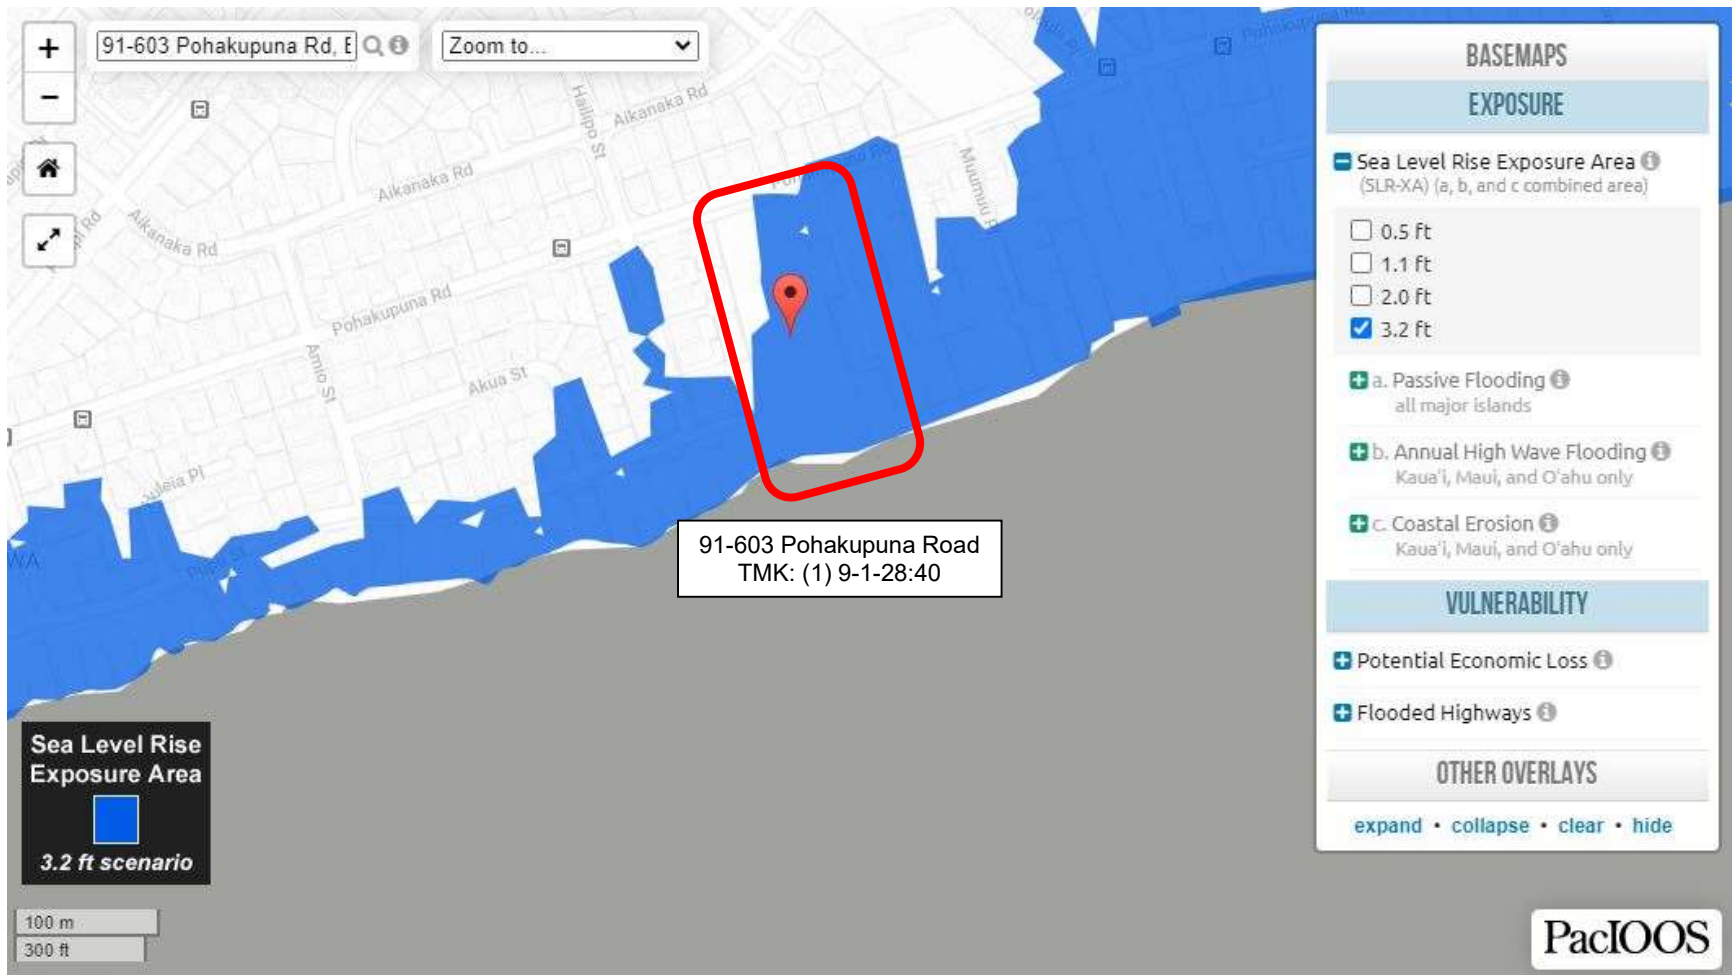 +
91-603 Pohakupuna Rd, E
Zoom to...
−
Aikanaka Rd
Hailipo St
Aikanaka Rd
Aikanaka Rd
Pohakupuna Rd
Muumuu
Pohakupuna Rd
Amio St
Akua St
Pupu St
91-603 Pohakupuna Road
TMK: (1) 9-1-28:40
BASEMAPS
EXPOSURE
Sea Level Rise Exposure Area
(SLR-XA) (a, b, and c combined area)
0.5 ft
1.1 ft
2.0 ft
3.2 ft
a. Passive Flooding
all major islands
b. Annual High Wave Flooding
Kaua'i, Maui, and O'ahu only
c. Coastal Erosion
Kaua'i, Maui, and O'ahu only
VULNERABILITY
Potential Economic Loss
Flooded Highways
OTHER OVERLAYS
expand • collapse • clear • hide
Sea Level Rise
Exposure Area
3.2 ft scenario
100 m
300 ft
PacIOOS